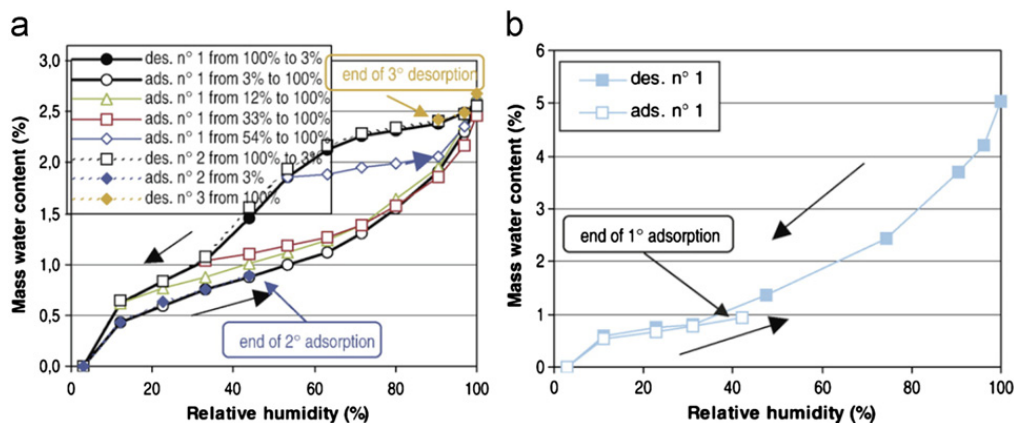 a
Mass water content (%)
3,0
2,5
2,0
1,5
1,0
0,5
0,0
des. n° 1 from 100% to 3%
ads. n° 1 from 3% to 100%
ads. n° 1 from 12% to 100%
ads. n° 1 from 33% to 100%
ads. n° 1 from 54% to 100%
des. n° 2 from 100% to 3%
ads. n° 2 from 3%
des. n° 3 from 100%
end of 3° desorption
end of 2° adsorption
0 20 40 60 80 100
Relative humidity (%)
b
Mass water content (%)
6
5
4
3
2
1
0
des. n° 1
ads. n° 1
end of 1° adsorption
0 20 40 60 80 100
Relative humidity (%)